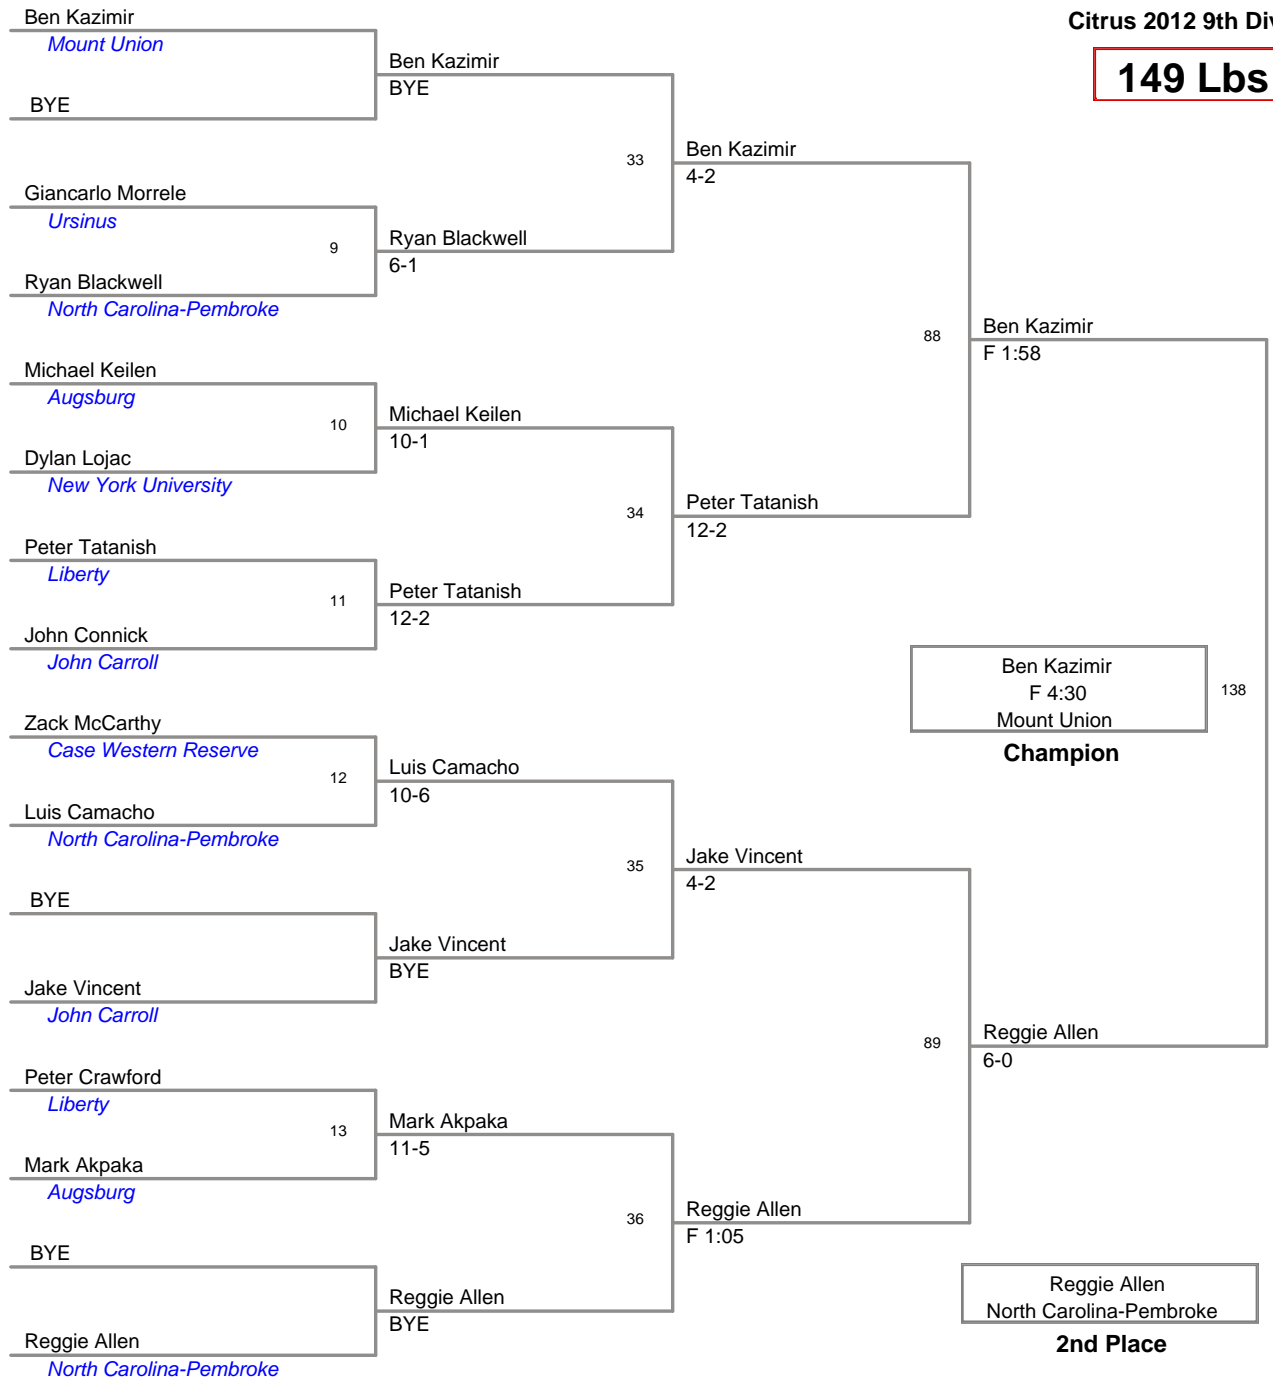 Ben Kazimir
Citrus 2012 9th Div
Mount Union
149 Lbs
Ben Kazimir
BYE
BYE
Ben Kazimir
33
4-2
Giancarlo Morrele
Ursinus
9
Ryan Blackwell
6-1
Ryan Blackwell
North Carolina-Pembroke
Ben Kazimir
88
F 1:58
Michael Keilen
Augsburg
10
Michael Keilen
10-1
Dylan Lojac
New York University
Peter Tatanish
34
12-2
Peter Tatanish
Liberty
11
Peter Tatanish
12-2
John Connick
John Carroll
Ben Kazimir
F 4:30
138
Mount Union
Champion
Zack McCarthy
Case Western Reserve
12
Luis Camacho
10-6
Luis Camacho
North Carolina-Pembroke
Jake Vincent
35
4-2
BYE
Jake Vincent
BYE
Jake Vincent
John Carroll
Reggie Allen
89
6-0
Peter Crawford
Liberty
13
Mark Akpaka
11-5
Mark Akpaka
Augsburg
Reggie Allen
36
F 1:05
BYE
Reggie Allen
BYE
Reggie Allen
North Carolina-Pembroke
2nd Place
Reggie Allen
North Carolina-Pembroke